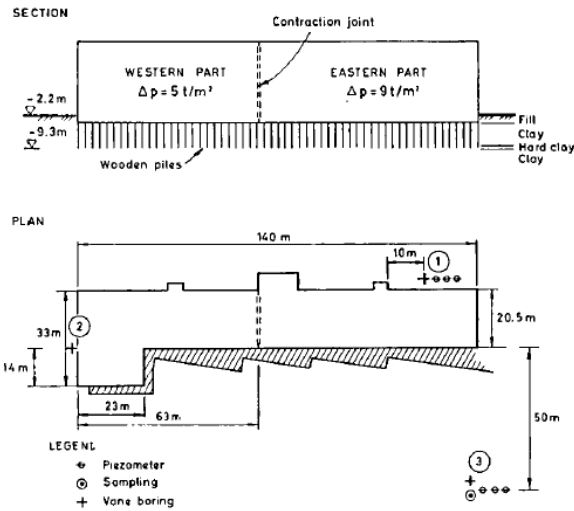 SECTION
Contraction joint
WESTERN PART
Δp = 5 t/m²
EASTERN PART
Δp = 9 t/m²
-2.2m
-9.3m
Fill
Clay
Hard clay
Clay
Wooden piles
PLAN
140 m
10m
1
2
33m
14m
20.5m
23m
63m
50m
3
LEGEND
Piezometer
Sampling
Vane boring